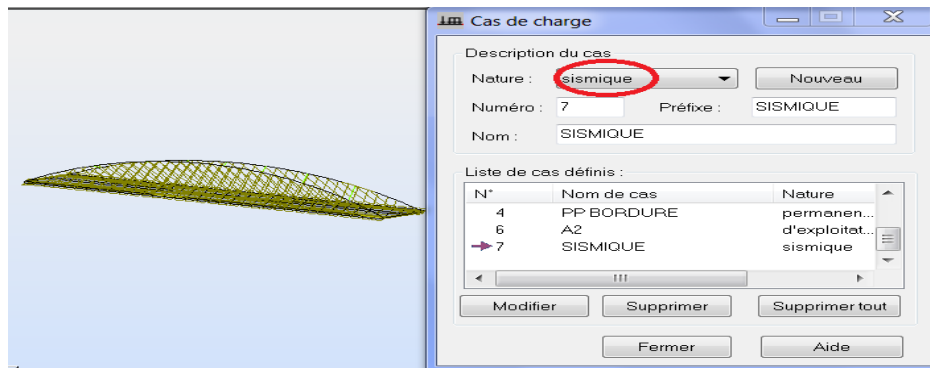 Cas de charge
Description du cas
Nature : sismique Nouveau
Numéro : 7 Préfixe : SISMIQUE
Nom : SISMIQUE
Liste de cas définis :
N° Nom de cas Nature
4 PP BORDURE permanen...
6 A2 d'exploitat...
7 SISMIQUE sismique
Modifier Supprimer Supprimer tout
Fermer Aide